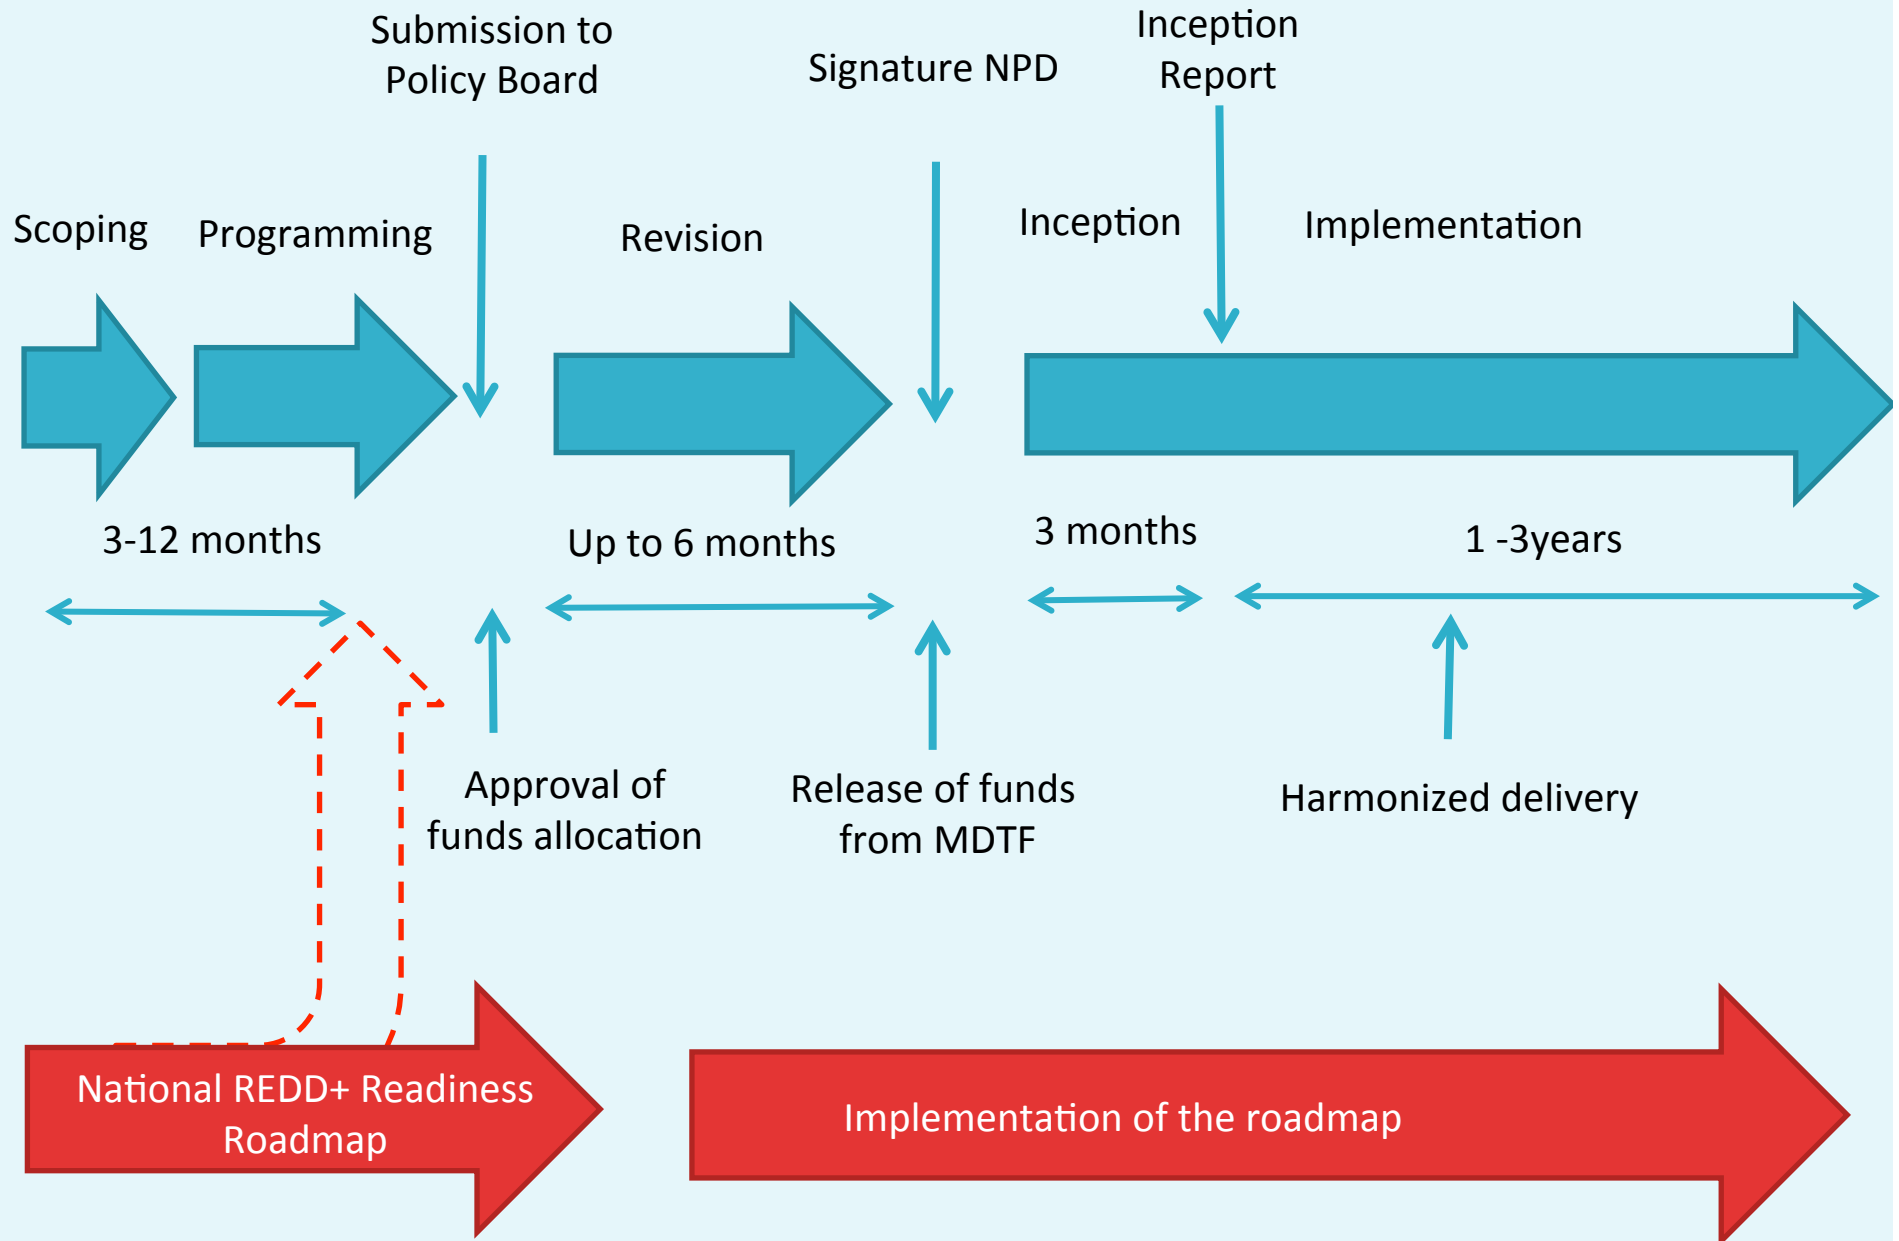 Submission to
Policy Board
Signature NPD
Inception
Report
Scoping
Programming
Revision
Inception
Implementation
3-12 months
Up to 6 months
3 months
1 -3years
Approval of
funds allocation
Release of funds
from MDTF
Harmonized delivery
National REDD+ Readiness
Roadmap
Implementation of the roadmap